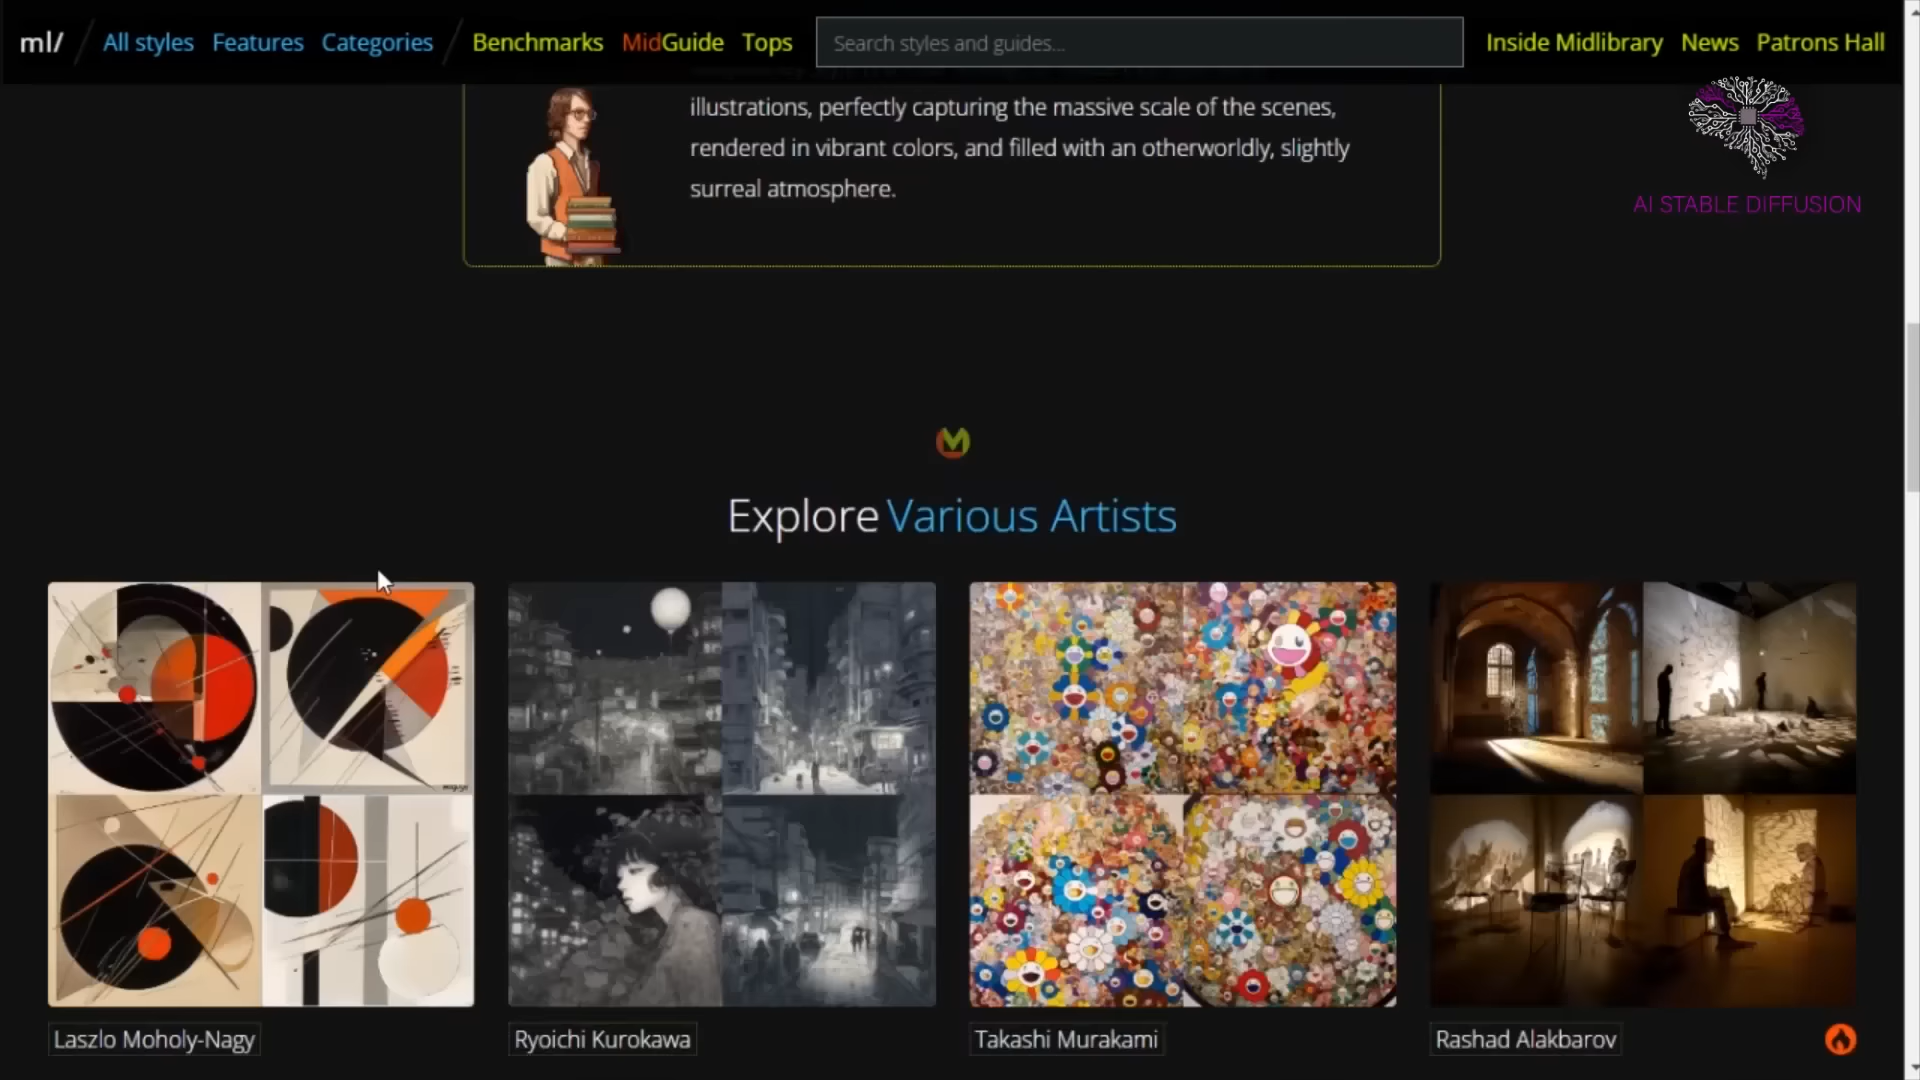 ml/ All styles Features Categories Benchmarks MidGuide Tops Search styles and guides... Inside Midlibrary News Patrons Hall
illustrations, perfectly capturing the massive scale of the scenes,
rendered in vibrant colors, and filled with an otherworldly, slightly
surreal atmosphere.
AI STABLE DIFFUSION
Explore Various Artists
Laszlo Moholy-Nagy
Ryoichi Kurokawa
Takashi Murakami
Rashad Alakbarov